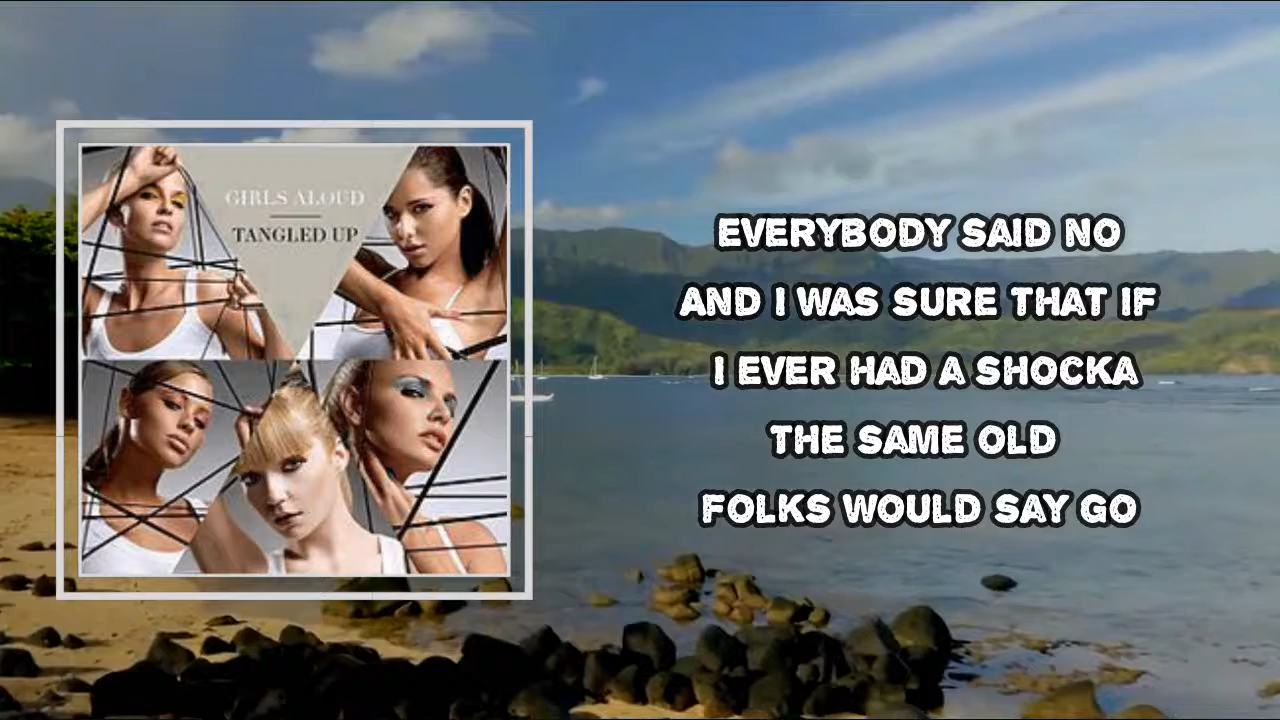 GIRLS ALOUD
TANGLED UP
EVERYBODY SAID NO
AND I WAS SURE THAT IF
I EVER HAD A SHOCKA
THE SAME OLD
FOLKS WOULD SAY GO